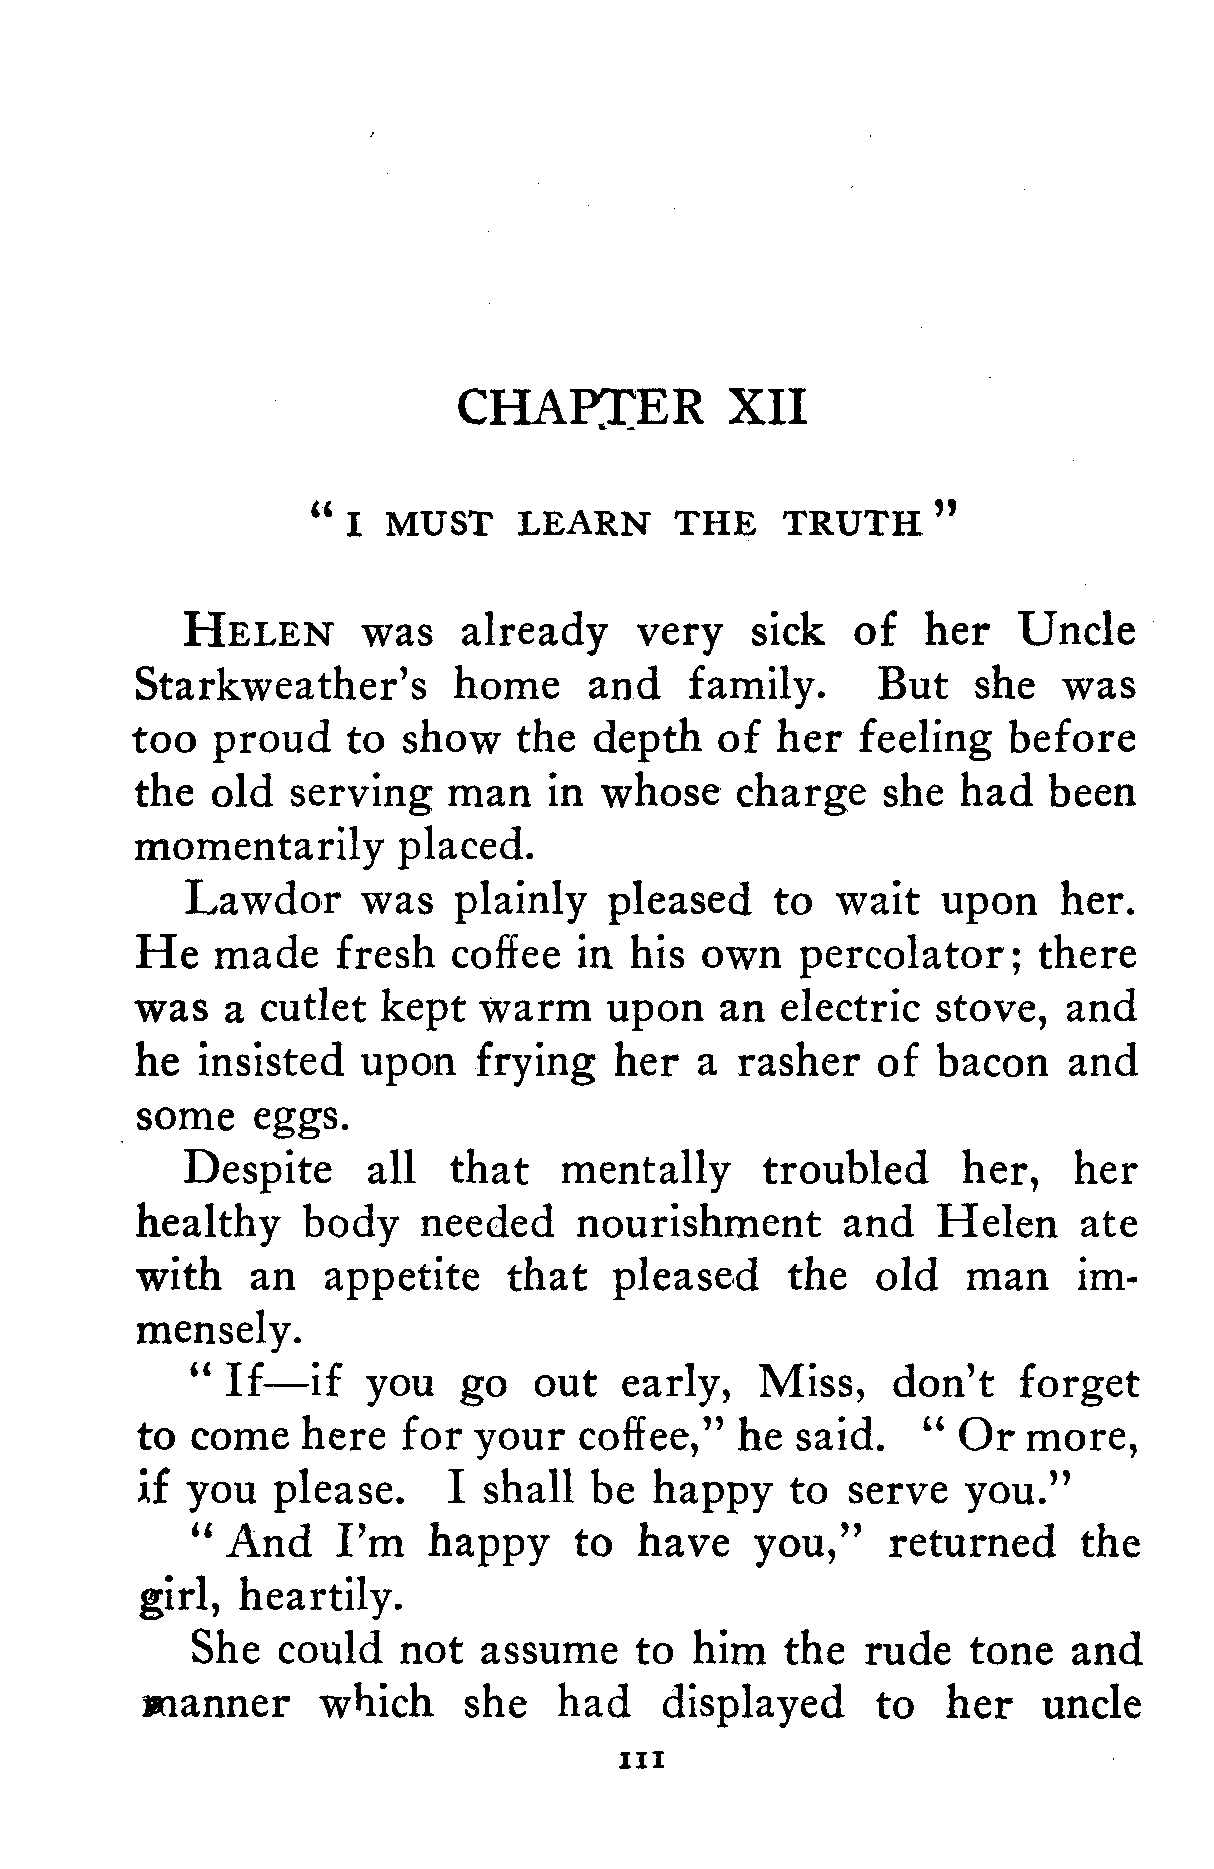 CHAPTER XII
“ I MUST LEARN THE TRUTH ”
HELEN was already very sick of her Uncle
Starkweather’s home and family. But she was
too proud to show the depth of her feeling before
the old serving man in whose charge she had been
momentarily placed.
Lawdor was plainly pleased to wait upon her.
He made fresh coffee in his own percolator; there
was a cutlet kept warm upon an electric stove, and
he insisted upon frying her a rasher of bacon and
some eggs.
Despite all that mentally troubled her, her
healthy body needed nourishment and Helen ate
with an appetite that pleased the old man im-
mensely.
“ If—if you go out early, Miss, don’t forget
to come here for your coffee,” he said. “ Or more,
if you please. I shall be happy to serve you.”
“ And I’m happy to have you,” returned the
girl, heartily.
She could not assume to him the rude tone and
manner which she had displayed to her uncle
111